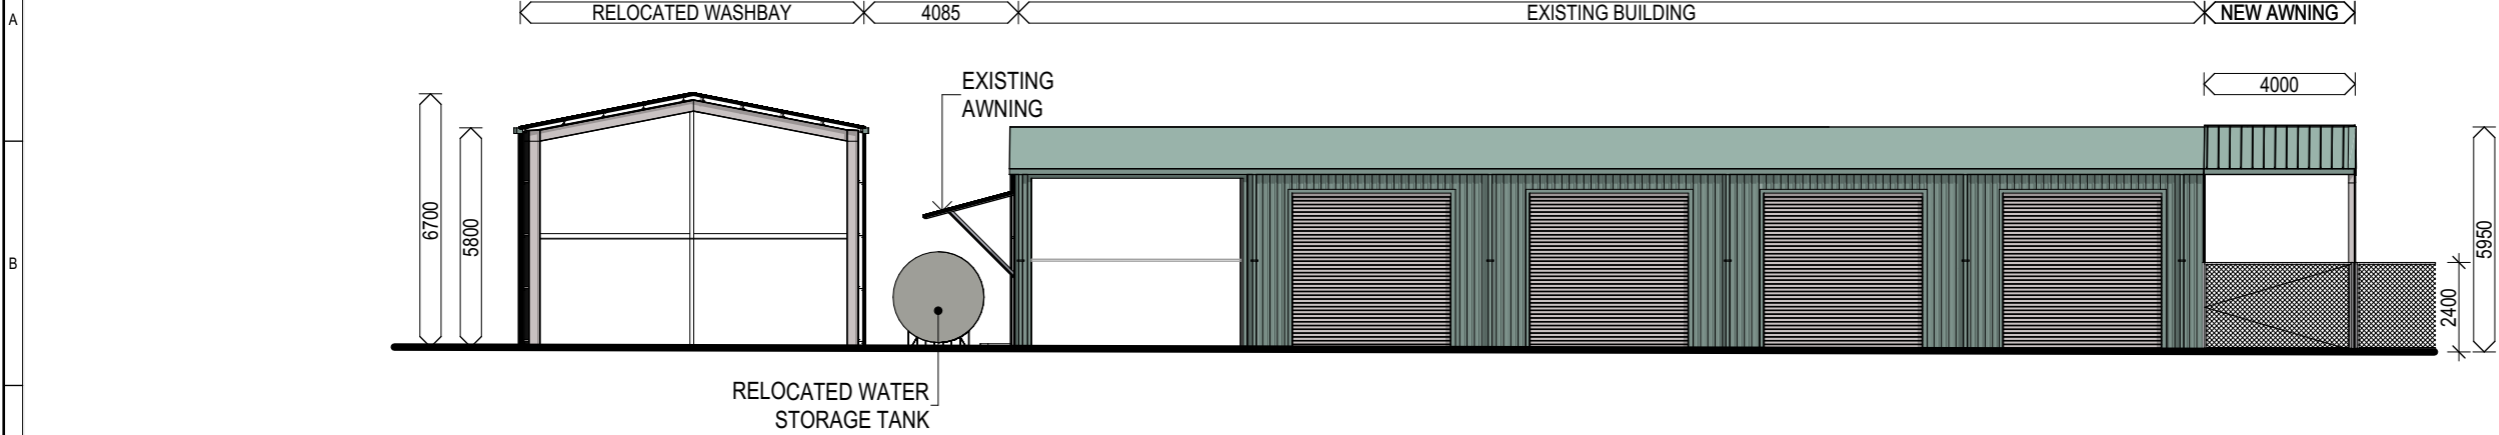 A
RELOCATED WASHBAY
4085
EXISTING BUILDING
NEW AWNING
EXISTING
AWNING
4000
6700
5800
5950
B
2400
RELOCATED WATER
STORAGE TANK